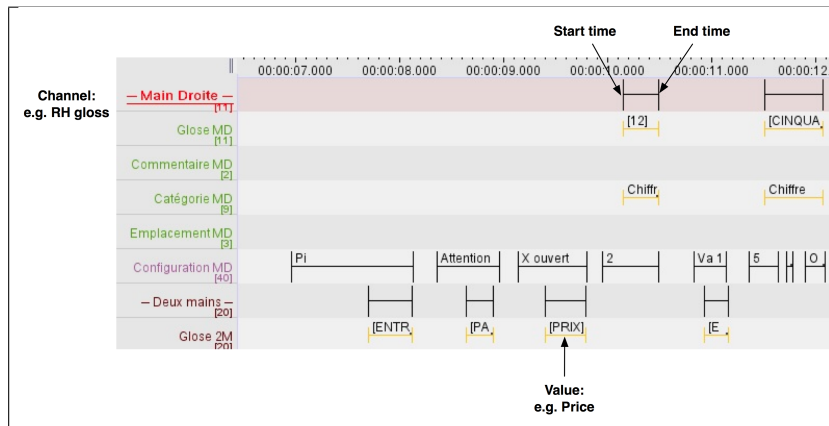 Start time End time
00:00:07.000 00:00:08.000 00:00:09.000 00:00:10.000 00:00:11.000 00:00:12
Channel:
e.g. RH gloss
— Main Droite —
[11]
Glose MD
[11]
[12] [CINQUA
Commentaire MD
[2]
Catégorie MD
[9]
Chiffr Chiffre
Emplacement MD
[3]
Configuration MD
[40]
Pi Attention X ouvert 2 Va 1 5 O
— Deux mains —
[20]
Glose 2M
[20]
[ENTR [PA [PRIX] [E
Value:
e.g. Price